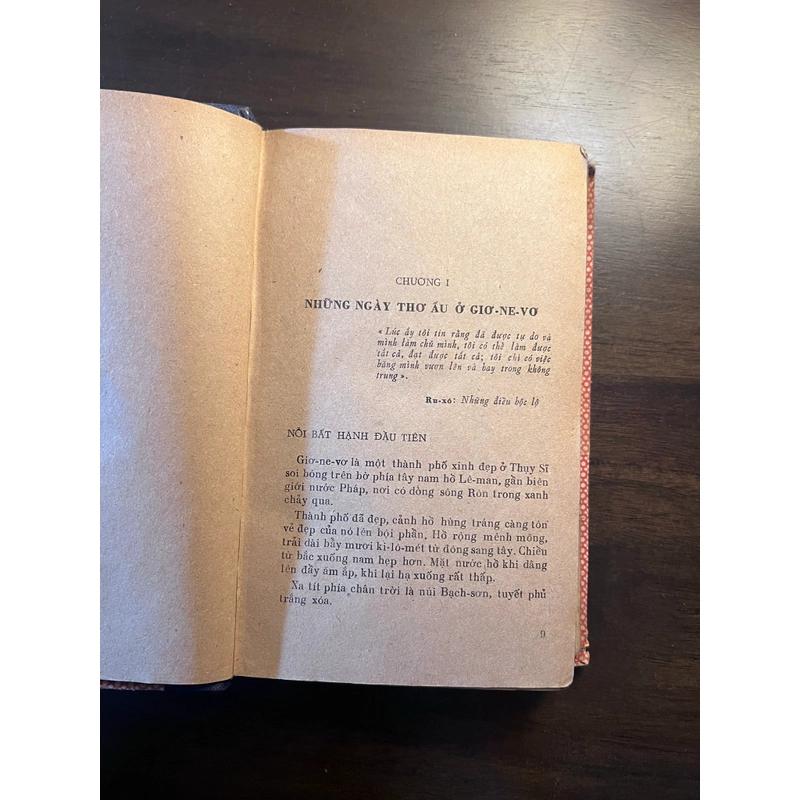 CHƯƠNG I
NHỮNG NGÀY THƠ ẤU Ở GIƠ-NE-VƠ
« Lúc ấy tôi tin rằng đã được tự do và
mình làm chủ mình, tôi có thể làm được
tất cả, đạt được tất cả; tôi chỉ có việc
băng mình vươn lên và bay trong không
trung ».
Ru-xô: Những điều bộc lộ
NỖI BẤT HẠNH ĐẦU TIÊN
Giơ-ne-vơ là một thành phố xinh đẹp ở Thụy Sĩ
soi bóng trên bờ phía tây nam hồ Lê-man, gần biên
giới nước Pháp, nơi có dòng sông Rôn trong xanh
chảy qua.
Thành phố đã đẹp, cảnh hồ hùng tráng càng tôn
vẻ đẹp của nó lên bội phần. Hồ rộng mênh mông,
trải dài bảy mươi ki-lô-mét từ đông sang tây. Chiều
từ bắc xuống nam hẹp hơn. Mặt nước hồ khi dâng
lên đầy ăm ắp, khi lại hạ xuống rất thấp.
Xa tít phía chân trời là núi Bạch-sơn, tuyết phủ
trắng xóa.
9